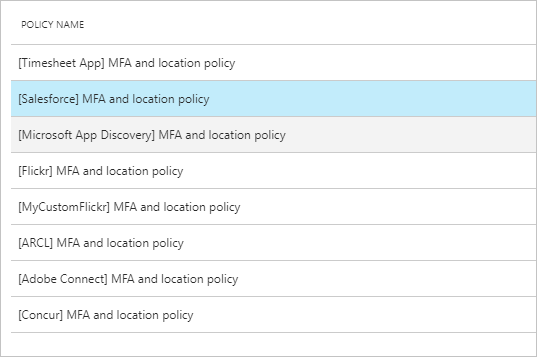 POLICY NAME
[Timesheet App] MFA and location policy
[Salesforce] MFA and location policy
[Microsoft App Discovery] MFA and location policy
[Flickr] MFA and location policy
[MyCustomFlickr] MFA and location policy
[ARCL] MFA and location policy
[Adobe Connect] MFA and location policy
[Concur] MFA and location policy